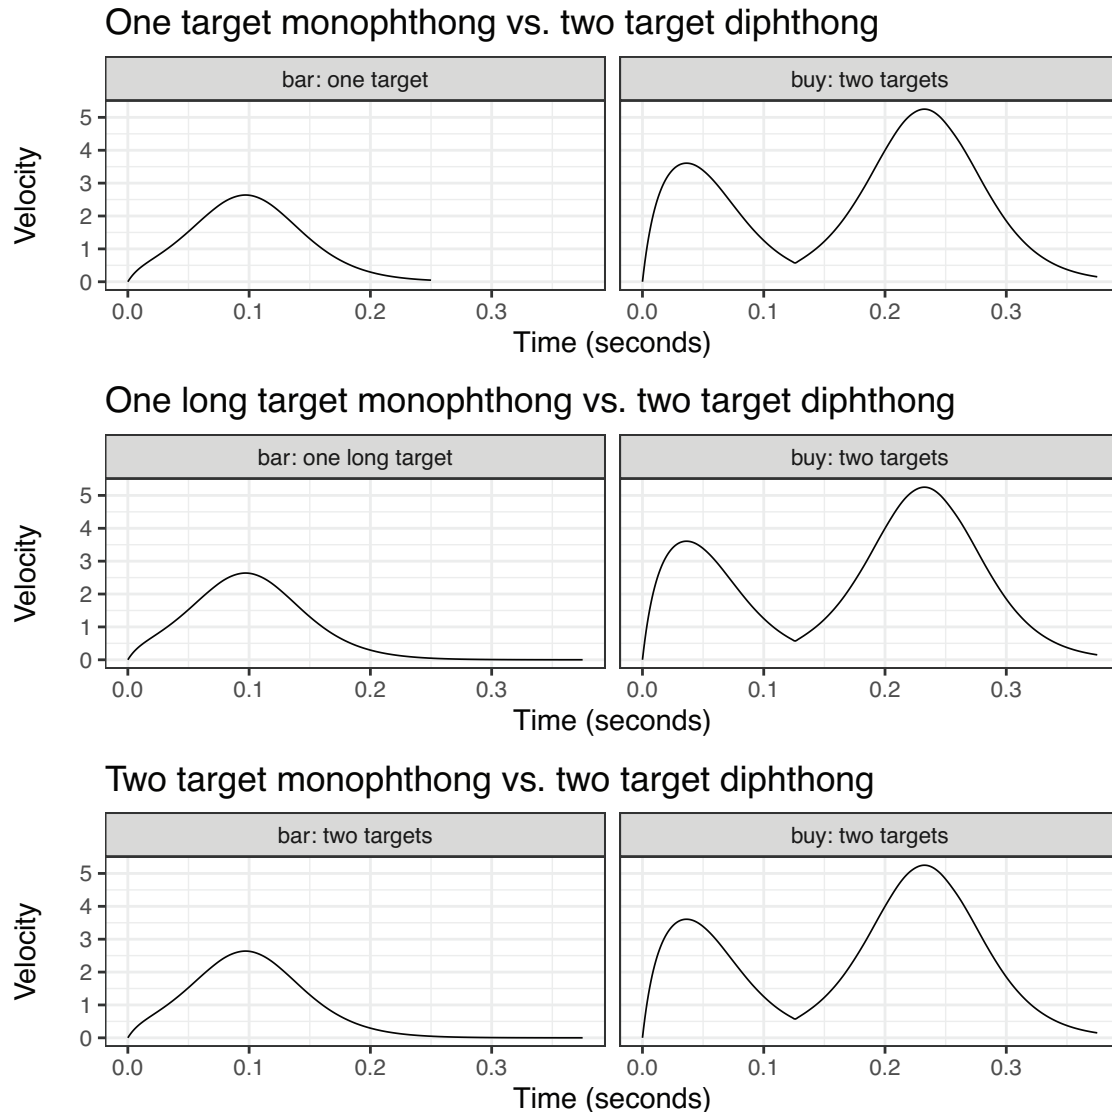 One target monophthong vs. two target diphthong
bar: one target
buy: two targets
Velocity
5
4
3
2
1
0
0.0 0.1 0.2 0.3
0.0 0.1 0.2 0.3
Time (seconds)
One long target monophthong vs. two target diphthong
bar: one long target
buy: two targets
Velocity
5
4
3
2
1
0
0.0 0.1 0.2 0.3
0.0 0.1 0.2 0.3
Time (seconds)
Two target monophthong vs. two target diphthong
bar: two targets
buy: two targets
Velocity
5
4
3
2
1
0
0.0 0.1 0.2 0.3
0.0 0.1 0.2 0.3
Time (seconds)